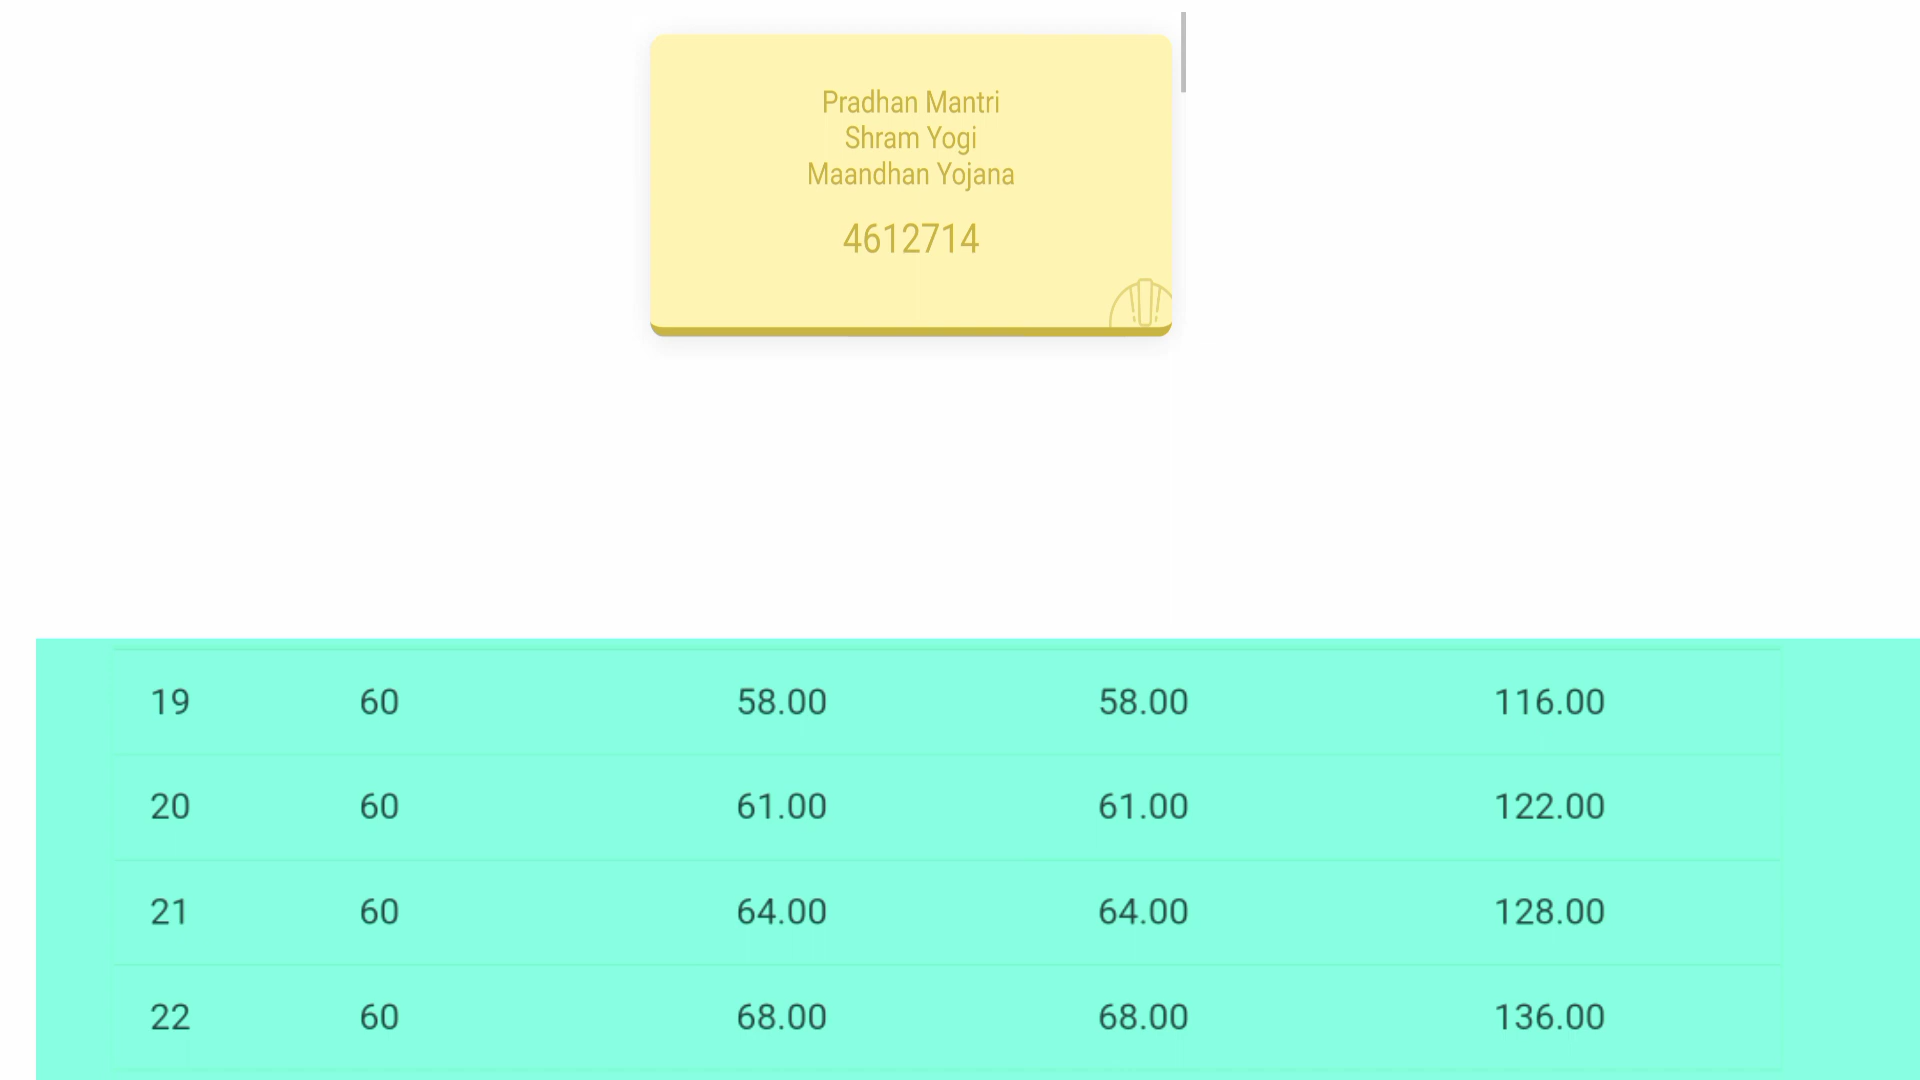 Pradhan Mantri
Shram Yogi
Maandhan Yojana
4612714
19 60 58.00 58.00 116.00
20 60 61.00 61.00 122.00
21 60 64.00 64.00 128.00
22 60 68.00 68.00 136.00